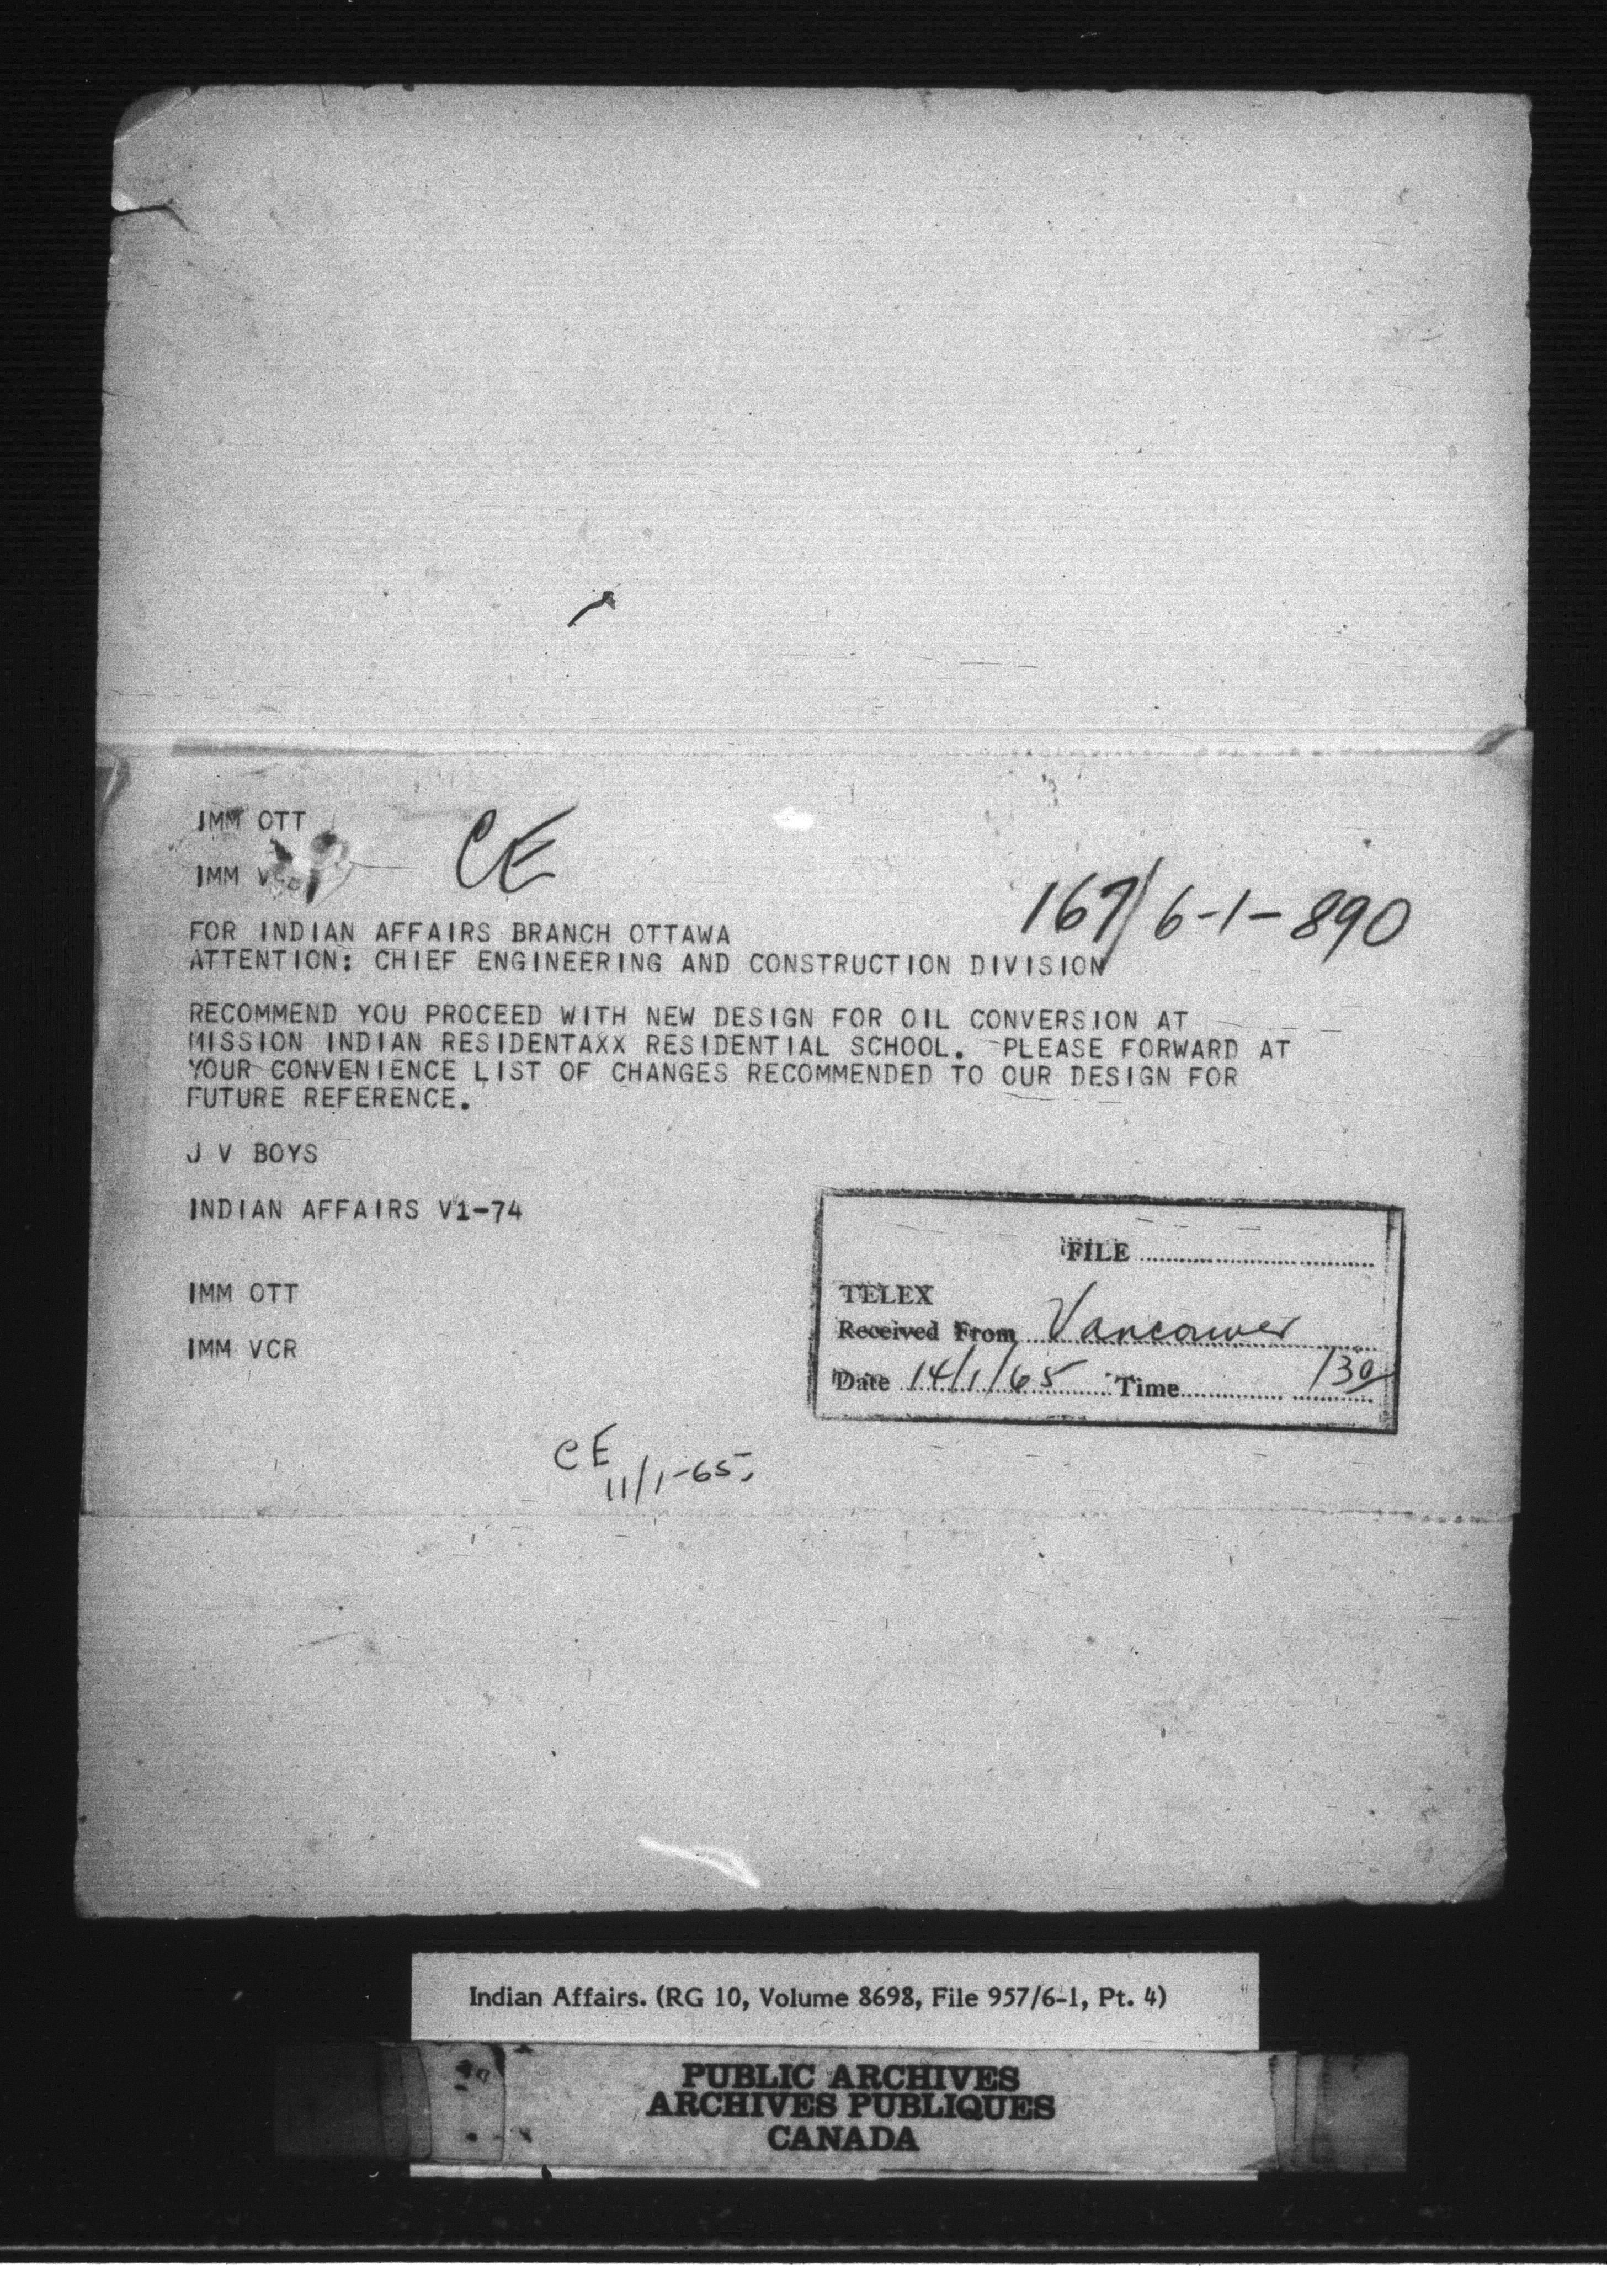 IMM OTT
CE
IMM
167/6-1-890
FOR INDIAN AFFAIRS BRANCH OTTAWA
ATTENTION: CHIEF ENGINEERING AND CONSTRUCTION DIVISION
RECOMMEND YOU PROCEED WITH NEW DESIGN FOR OIL CONVERSION AT
MISSION INDIAN RESIDENTAXX RESIDENTIAL SCHOOL. PLEASE FORWARD AT
YOUR CONVENIENCE LIST OF CHANGES RECOMMENDED TO OUR DESIGN FOR
FUTURE REFERENCE.
J V BOYS
INDIAN AFFAIRS V1-74
FILE
IMM OTT
TELEX
Received From Vancouver
IMM VCR
Date 14/1/65 Time 130
CE
11/1-65
Indian Affairs. (RG 10, Volume 8698, File 957/6-1, Pt. 4)
PUBLIC ARCHIVES
ARCHIVES PUBLIQUES
CANADA